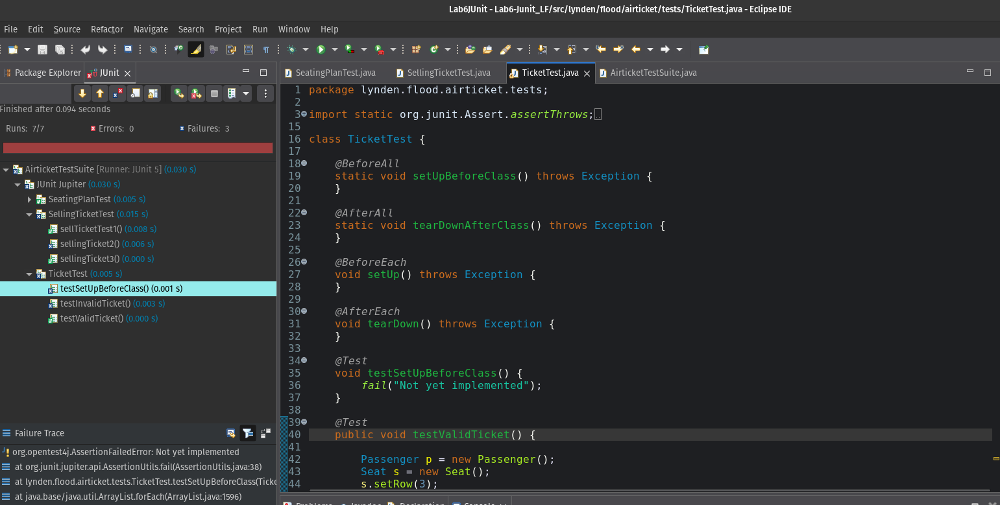 Lab6JUnit - Lab6-Junit_LF/src/lynden/flood/airticket/tests/TicketTest.java - Eclipse IDE
File Edit Source Refactor Navigate Search Project Run Window Help
Package Explorer JUnit
Finished after 0.094 seconds
Runs: 7/7 Errors: 0 Failures: 3
AirticketTestSuite [Runner: JUnit 5] (0.030 s)
JUnit Jupiter (0.030 s)
SeatingPlanTest (0.005 s)
SellingTicketTest (0.015 s)
sellTicketTest1() (0.008 s)
sellingTicket2() (0.006 s)
sellingTicket3() (0.000 s)
TicketTest (0.005 s)
testSetUpBeforeClass() (0.001 s)
testInvalidTicket() (0.003 s)
testValidTicket() (0.000 s)
Failure Trace
org.opentest4j.AssertionFailedError: Not yet implemented
at org.junit.jupiter.api.AssertionUtils.fail(AssertionUtils.java:38)
at lynden.flood.airticket.tests.TicketTest.testSetUpBeforeClass(Ticke
at java.base/java.util.ArrayList.forEach(ArrayList.java:1596)
SeatingPlanTest.java SellingTicketTest.java TicketTest.java AirticketTestSuite.java
1 package lynden.flood.airticket.tests;
2
3 import static org.junit.Assert.assertThrows;
15
16 class TicketTest {
17
18 @BeforeAll
19 static void setUpBeforeClass() throws Exception {
20 }
21
22 @AfterAll
23 static void tearDownAfterClass() throws Exception {
24 }
25
26 @BeforeEach
27 void setUp() throws Exception {
28 }
29
30 @AfterEach
31 void tearDown() throws Exception {
32 }
33
34 @Test
35 void testSetUpBeforeClass() {
36 fail("Not yet implemented");
37 }
38
39 @Test
40 public void testValidTicket() {
41
42 Passenger p = new Passenger();
43 Seat s = new Seat();
44 s.setRow(3);
Problems Javadoc Declaration Console